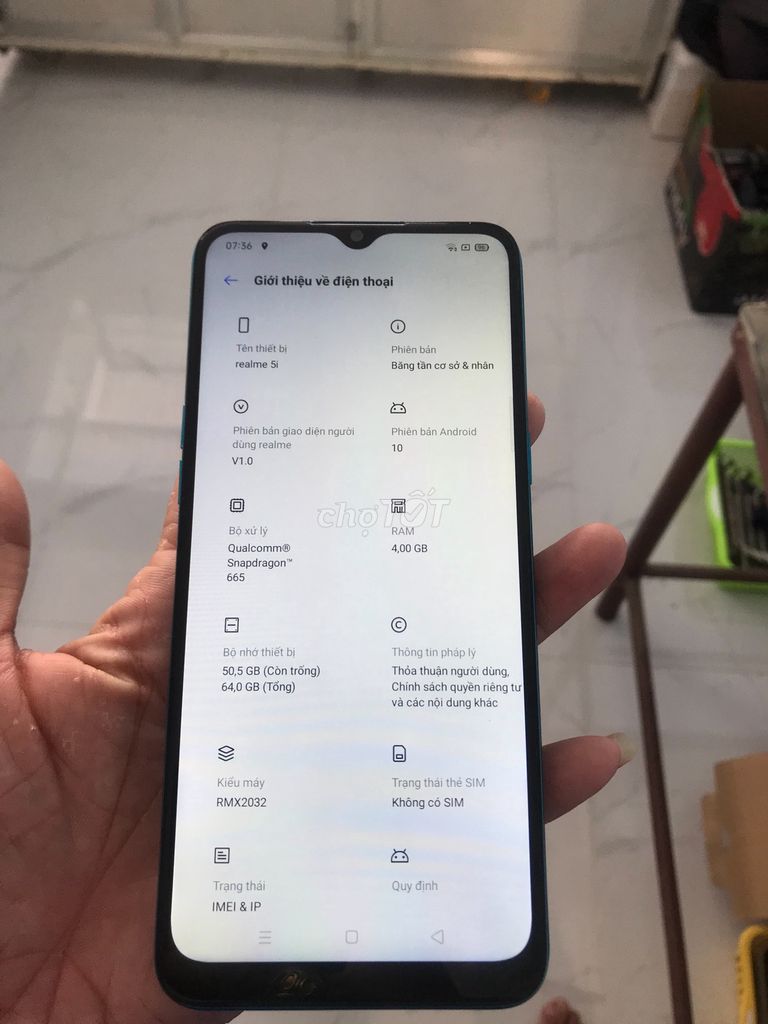 07:36
96
Giới thiệu về điện thoại
Tên thiết bị
realme 5i
Phiên bản
Băng tần cơ sở & nhân
Phiên bản giao diện người
dùng realme
V1.0
Phiên bản Android
10
chợTỐT
Bộ xử lý
Qualcomm®
Snapdragon™
665
RAM
4,00 GB
Bộ nhớ thiết bị
50,5 GB (Còn trống)
64,0 GB (Tổng)
Thông tin pháp lý
Thỏa thuận người dùng,
Chính sách quyền riêng tư
và các nội dung khác
Kiểu máy
RMX2032
Trạng thái thẻ SIM
Không có SIM
Trạng thái
IMEI & IP
Quy định